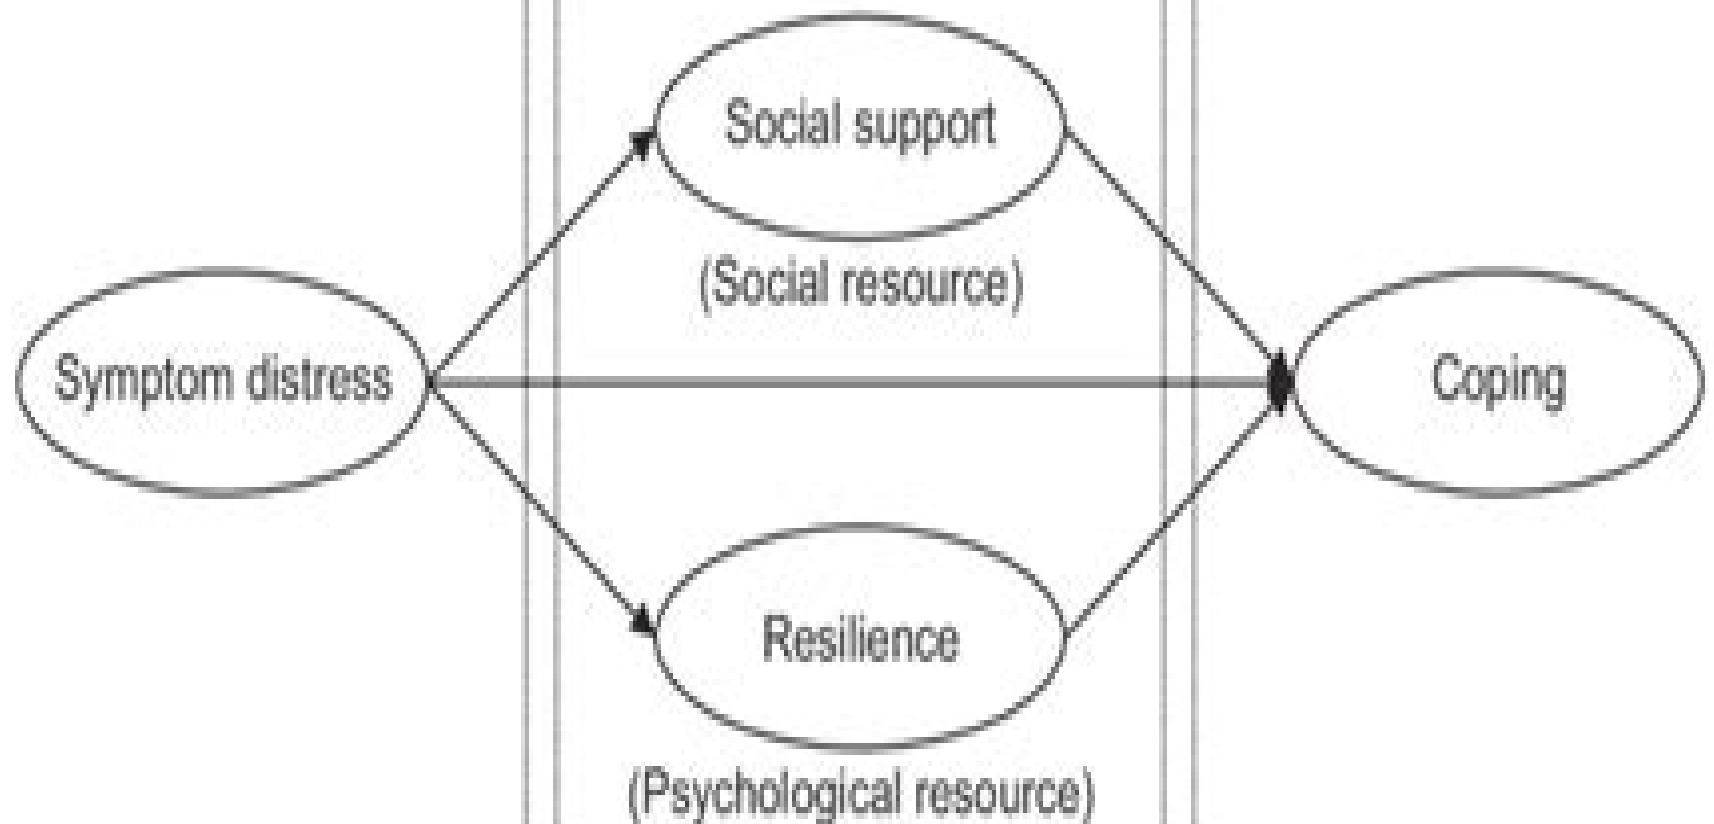 Social support
(Social resource)
Symptom distress
Coping
Resilience
(Psychological resource)